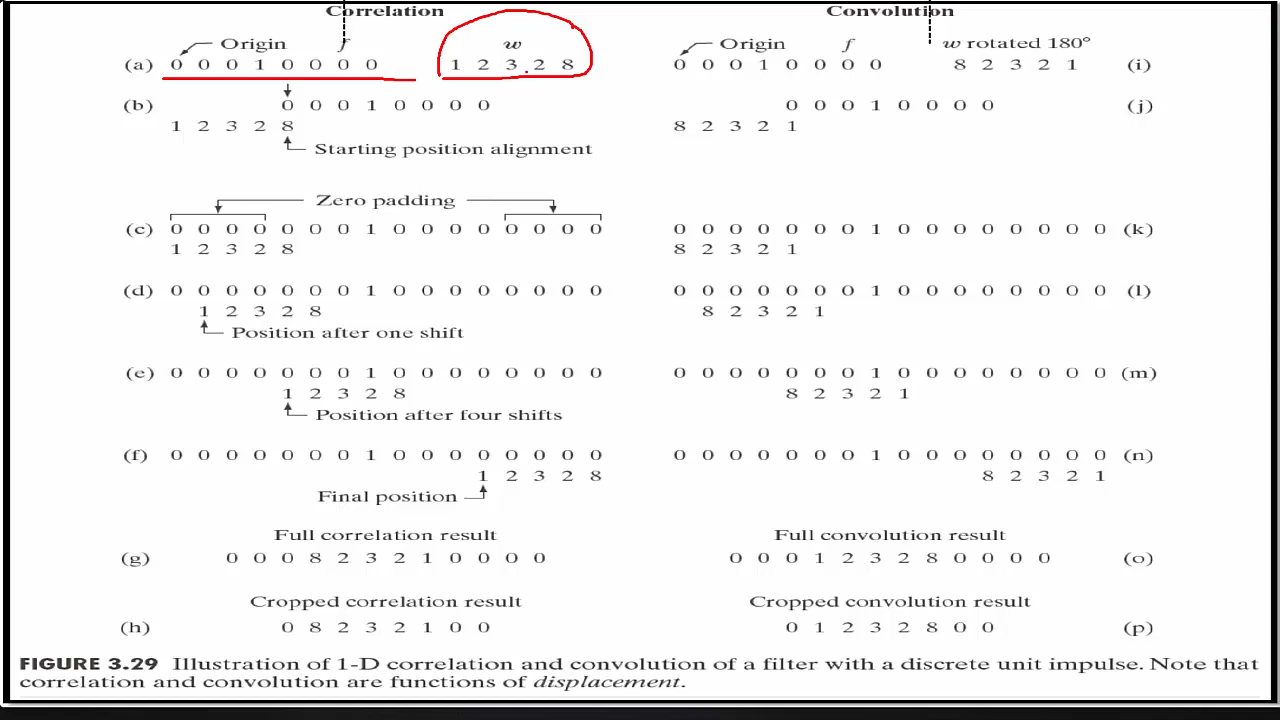 Correlation Convolution
Origin f w Origin f w rotated 180°
(a) 0 0 0 1 0 0 0 0 1 2 3 2 8 0 0 0 1 0 0 0 0 8 2 3 2 1 (i)
(b) 0 0 0 1 0 0 0 0 0 0 0 1 0 0 0 0 (j)
1 2 3 2 8 8 2 3 2 1
Starting position alignment
Zero padding
(c) 0 0 0 0 0 0 0 1 0 0 0 0 0 0 0 0 0 0 0 0 0 0 0 1 0 0 0 0 0 0 0 0 (k)
1 2 3 2 8 8 2 3 2 1
(d) 0 0 0 0 0 0 0 1 0 0 0 0 0 0 0 0 0 0 0 0 0 0 0 1 0 0 0 0 0 0 0 0 (l)
1 2 3 2 8 8 2 3 2 1
Position after one shift
(e) 0 0 0 0 0 0 0 1 0 0 0 0 0 0 0 0 0 0 0 0 0 0 0 1 0 0 0 0 0 0 0 0 (m)
1 2 3 2 8 8 2 3 2 1
Position after four shifts
(f) 0 0 0 0 0 0 0 1 0 0 0 0 0 0 0 0 0 0 0 0 0 0 0 1 0 0 0 0 0 0 0 0 (n)
1 2 3 2 8 8 2 3 2 1
Final position
Full correlation result Full convolution result
(g) 0 0 0 8 2 3 2 1 0 0 0 0 0 0 0 1 2 3 2 8 0 0 0 0 (o)
Cropped correlation result Cropped convolution result
(h) 0 8 2 3 2 1 0 0 0 1 2 3 2 8 0 0 (p)
FIGURE 3.29 Illustration of 1-D correlation and convolution of a filter with a discrete unit impulse. Note that
correlation and convolution are functions of displacement.